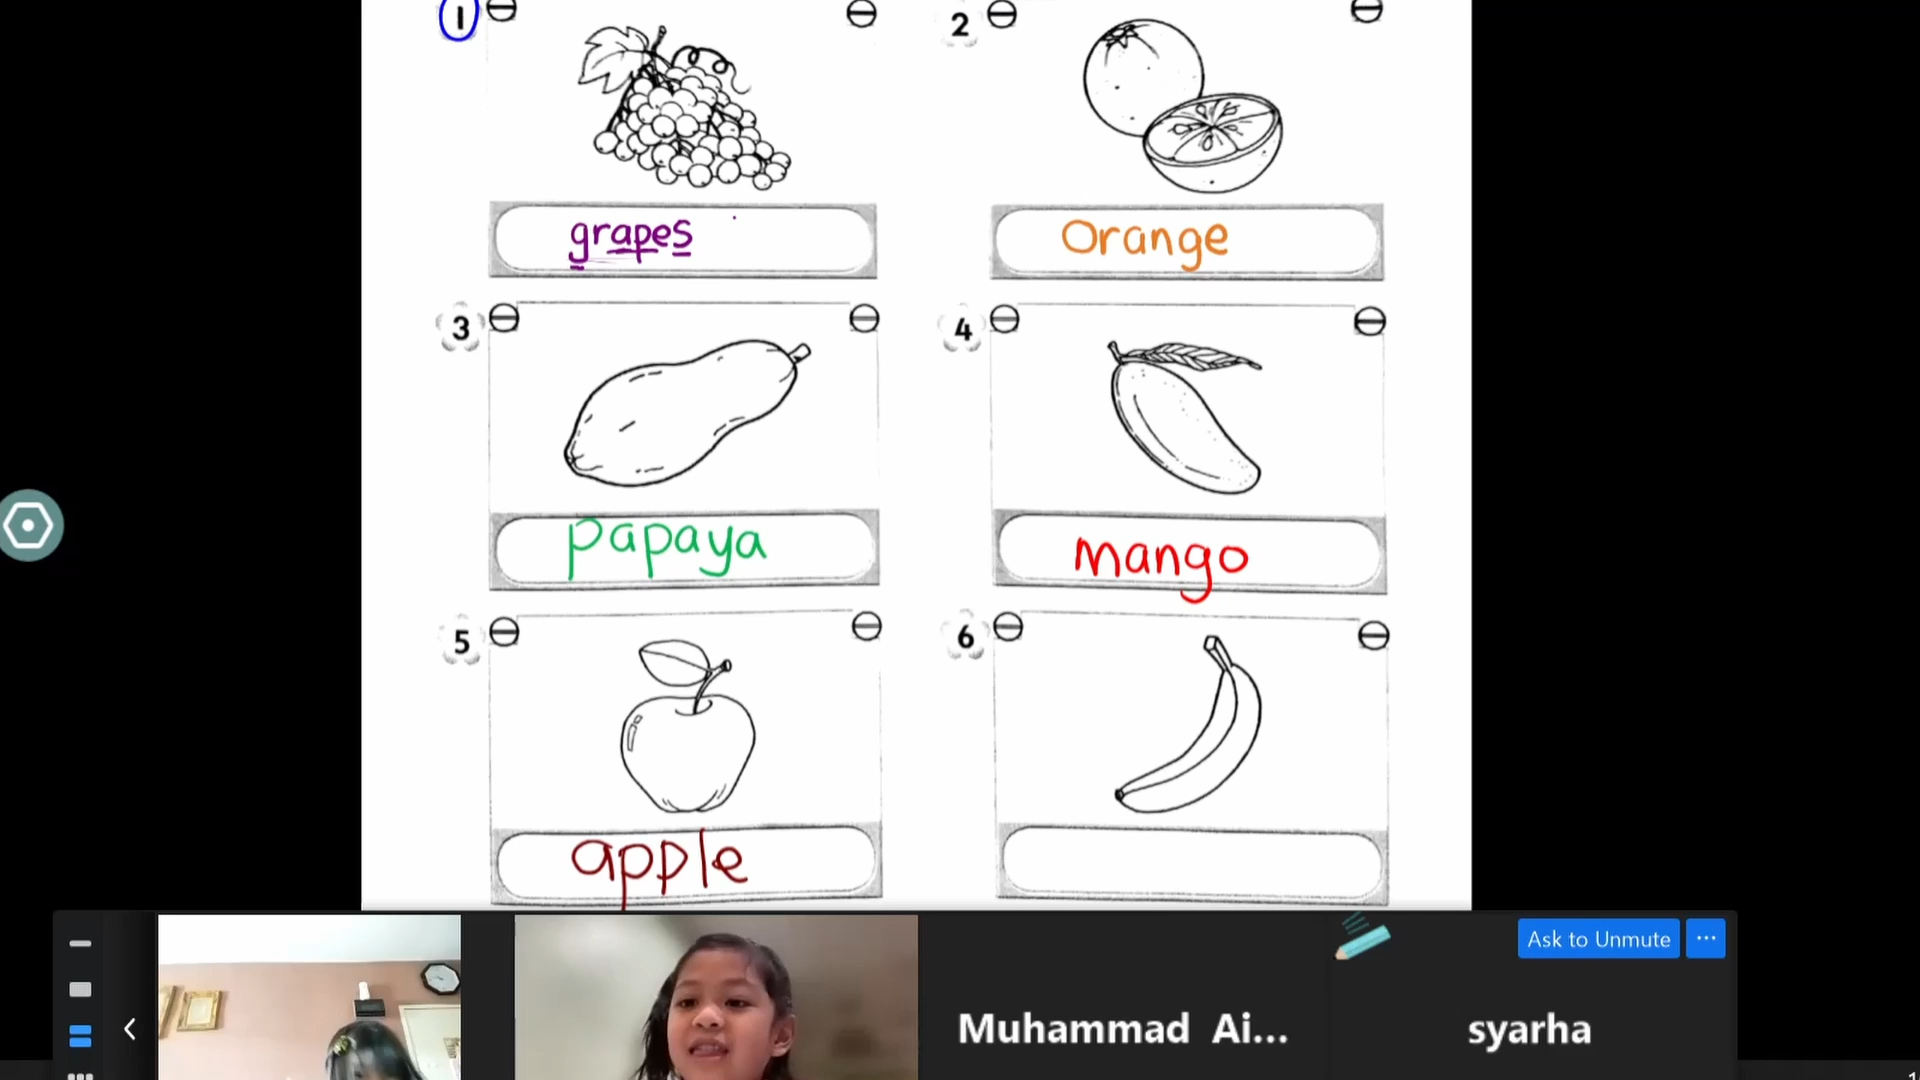 1
2
grapes
Orange
3
4
papaya
mango
5
6
apple
Ask to Unmute
...
Muhammad Ai...
syarha